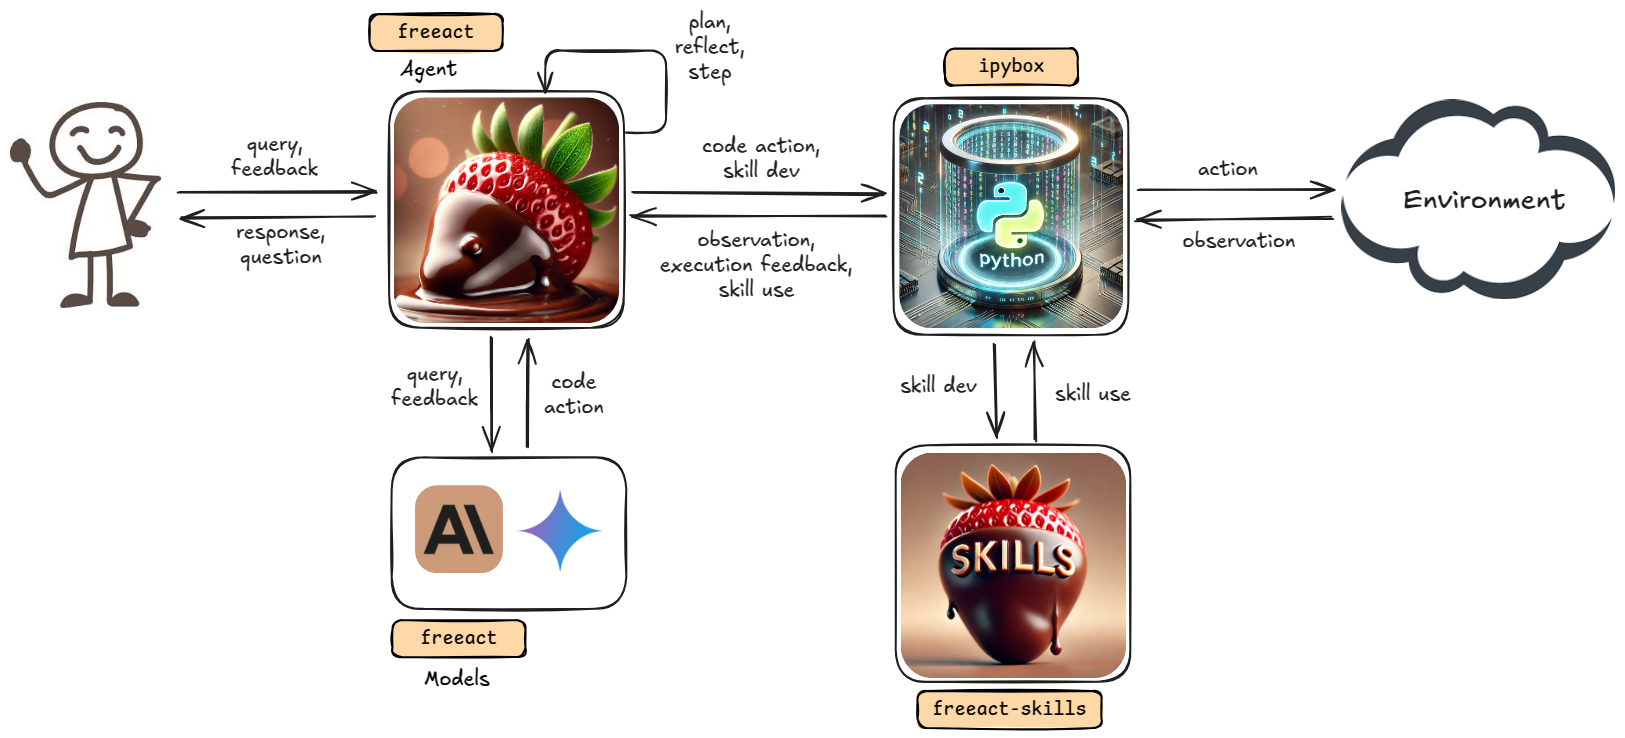 freeact
Agent
plan,
reflect,
step
ipybox
query,
feedback
response,
question
code action,
skill dev
observation,
execution feedback,
skill use
python
action
observation
Environment
query,
feedback
code
action
skill dev
skill use
AI
SKILLS
freeact
Models
freeact-skills